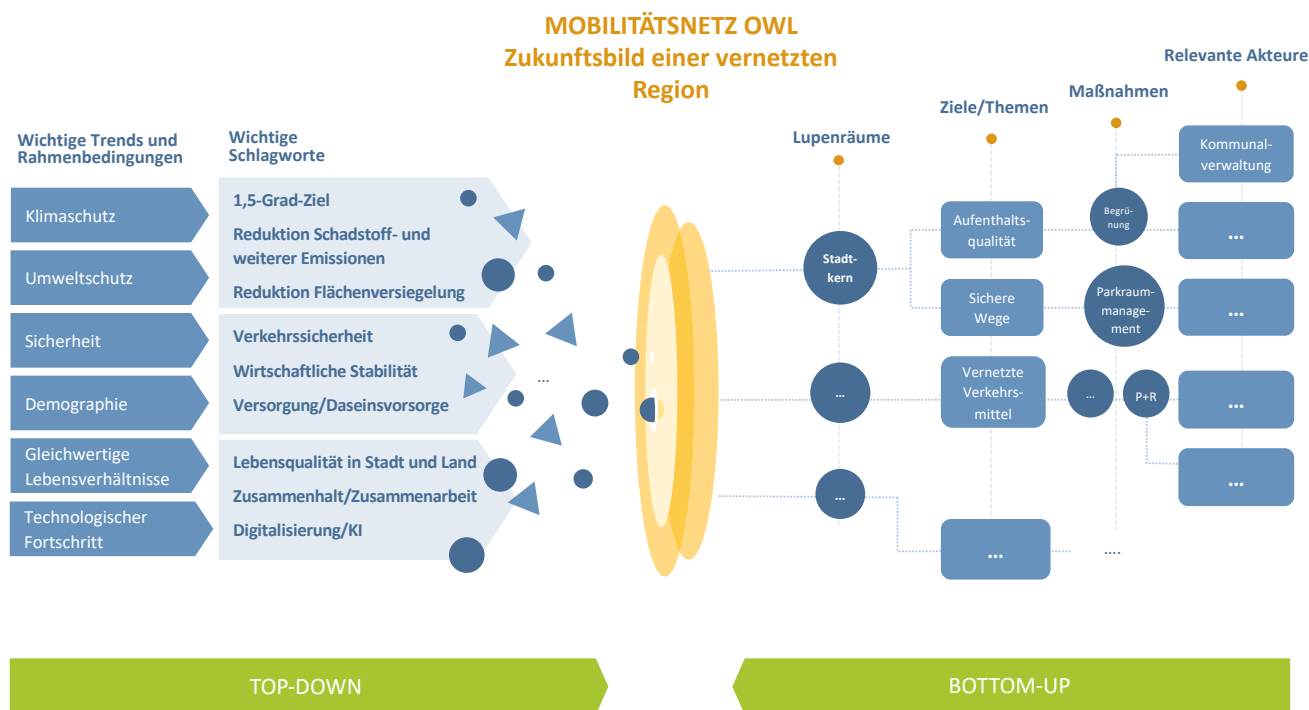 MOBILITÄTSNETZ OWL
Zukunftsbild einer vernetzten
Region
Wichtige Trends und
Rahmenbedingungen
Klimaschutz
Umweltschutz
Sicherheit
Demographie
Gleichwertige
Lebensverhältnisse
Technologischer
Fortschritt
Wichtige
Schlagworte
1,5-Grad-Ziel
Reduktion Schadstoff- und
weiterer Emissionen
Reduktion Flächenversiegelung
Verkehrssicherheit
Wirtschaftliche Stabilität
Versorgung/Daseinsvorsorge
Lebensqualität in Stadt und Land
Zusammenhalt/Zusammenarbeit
Digitalisierung/KI
...
Lupenräume
Stadt-
kern
...
...
Ziele/Themen
Aufenthalts-
qualität
Sichere
Wege
Vernetzte
Verkehrs-
mittel
...
Maßnahmen
Begrü-
nung
Parkraum-
manage-
ment
...
P+R
....
Relevante Akteure
Kommunal-
verwaltung
...
...
...
...
TOP-DOWN
BOTTOM-UP